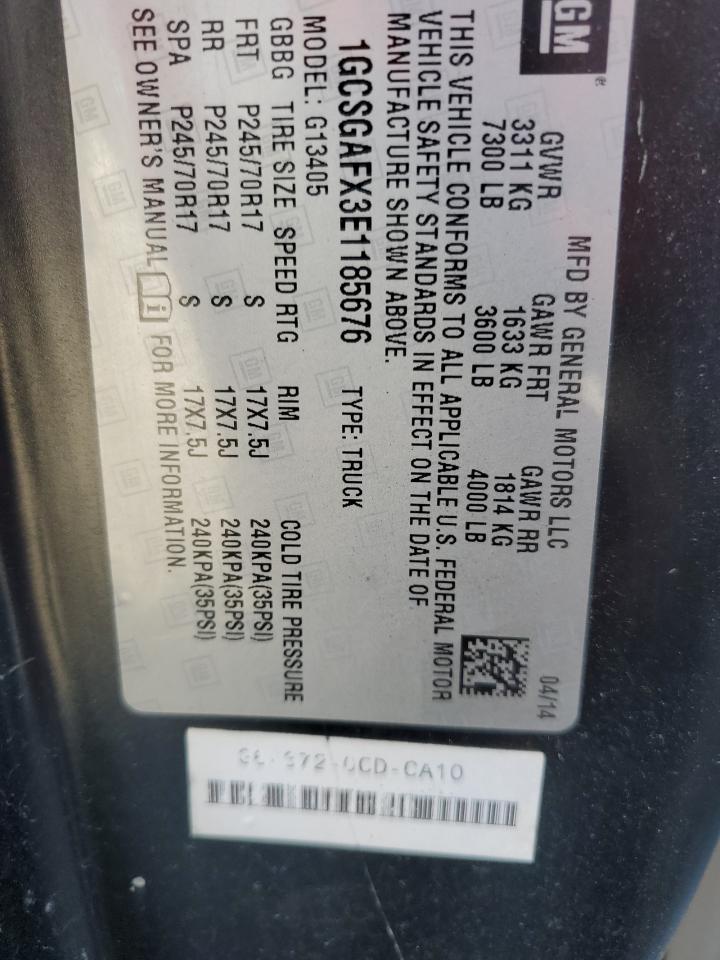 GM
MFD BY GENERAL MOTORS LLC 04/14
GVWR GAWR FRT GAWR RR
3311 KG 1633 KG 1814 KG
7300 LB 3600 LB 4000 LB
THIS VEHICLE CONFORMS TO ALL APPLICABLE U.S. FEDERAL MOTOR
VEHICLE SAFETY STANDARDS IN EFFECT ON THE DATE OF
MANUFACTURE SHOWN ABOVE.
1GCSGAFX3E1185676 TYPE: TRUCK
MODEL: G13405
GBBG TIRE SIZE SPEED RTG RIM COLD TIRE PRESSURE
FRT P245/70R17 S 17X7.5J 240KPA(35PSI)
RR P245/70R17 S 17X7.5J 240KPA(35PSI)
SPA P245/70R17 S 17X7.5J 240KPA(35PSI)
SEE OWNER'S MANUAL FOR MORE INFORMATION.
CA10